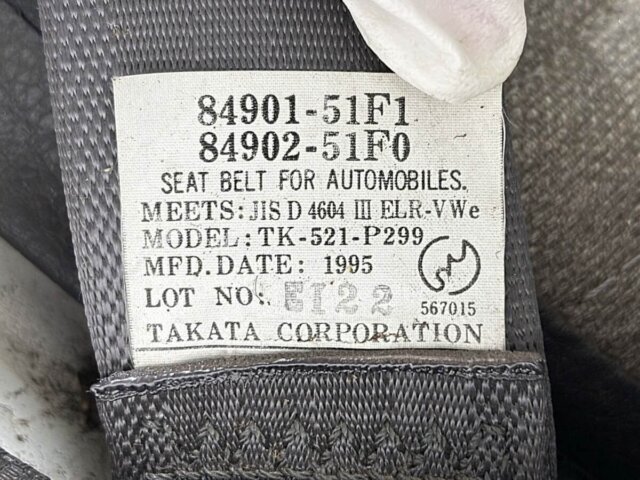 84901-51F1
84902-51F0
SEAT BELT FOR AUTOMOBILES.
MEETS: JIS D 4604 III ELR-VWe
MODEL: TK-521-P299
MFD. DATE: 1995
LOT NO: EI22
567015
TAKATA CORPORATION